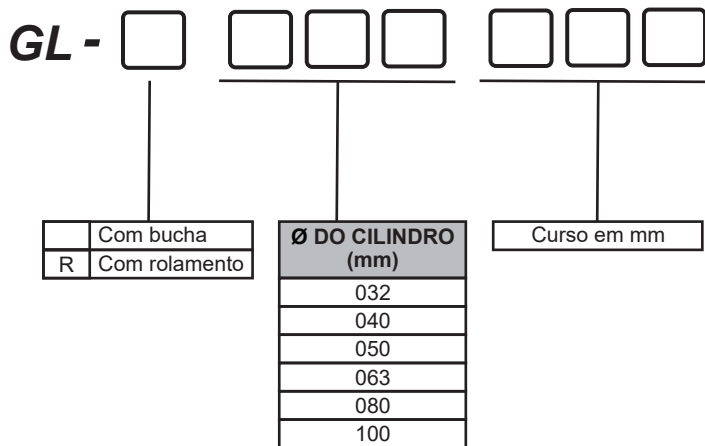 GL -
Com bucha
R Com rolamento
Ø DO CILINDRO
(mm)
032
040
050
063
080
100
Curso em mm